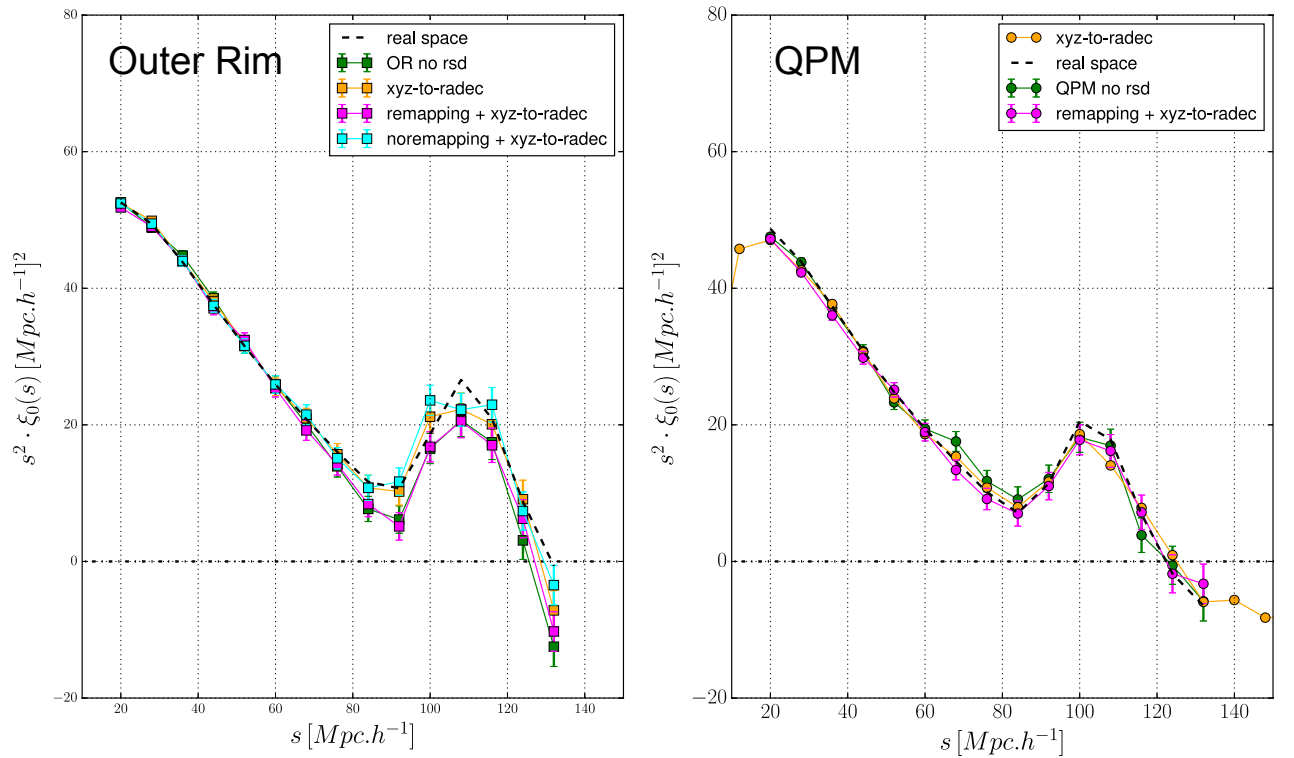 Outer Rim
real space
OR no rsd
xyz-to-radec
remapping + xyz-to-radec
noremapping + xyz-to-radec
80
60
40
20
0
−20
20
40
60
80
100
120
140
s² · ξ₀(s) [Mpc.h⁻¹]²
s [Mpc.h⁻¹]
QPM
xyz-to-radec
real space
QPM no rsd
remapping + xyz-to-radec
80
60
40
20
0
−20
20
40
60
80
100
120
140
s² · ξ₀(s) [Mpc.h⁻¹]²
s [Mpc.h⁻¹]